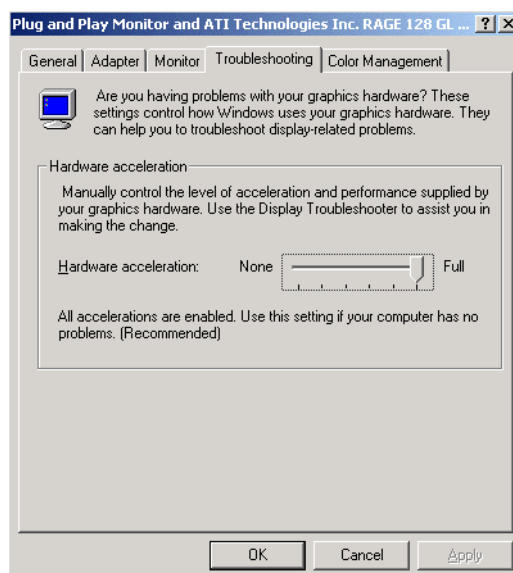 Plug and Play Monitor and ATI Technologies Inc. RAGE 128 GL ...
General Adapter Monitor Troubleshooting Color Management
Are you having problems with your graphics hardware? These
settings control how Windows uses your graphics hardware. They
can help you to troubleshoot display-related problems.
Hardware acceleration
Manually control the level of acceleration and performance supplied by
your graphics hardware. Use the Display Troubleshooter to assist you in
making the change.
Hardware acceleration: None Full
All accelerations are enabled. Use this setting if your computer has no
problems. (Recommended)
OK Cancel Apply